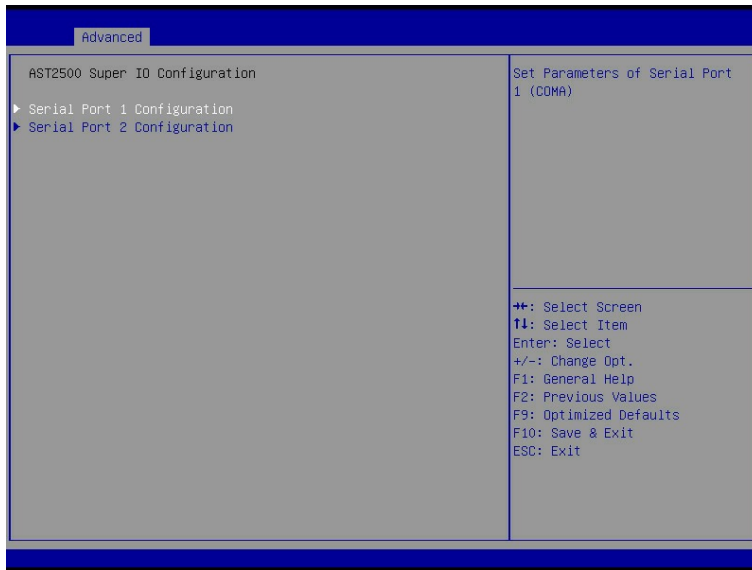 Advanced
AST2500 Super IO Configuration
Serial Port 1 Configuration
Serial Port 2 Configuration
Set Parameters of Serial Port
1 (COMA)
→←: Select Screen
↑↓: Select Item
Enter: Select
+/-: Change Opt.
F1: General Help
F2: Previous Values
F9: Optimized Defaults
F10: Save & Exit
ESC: Exit